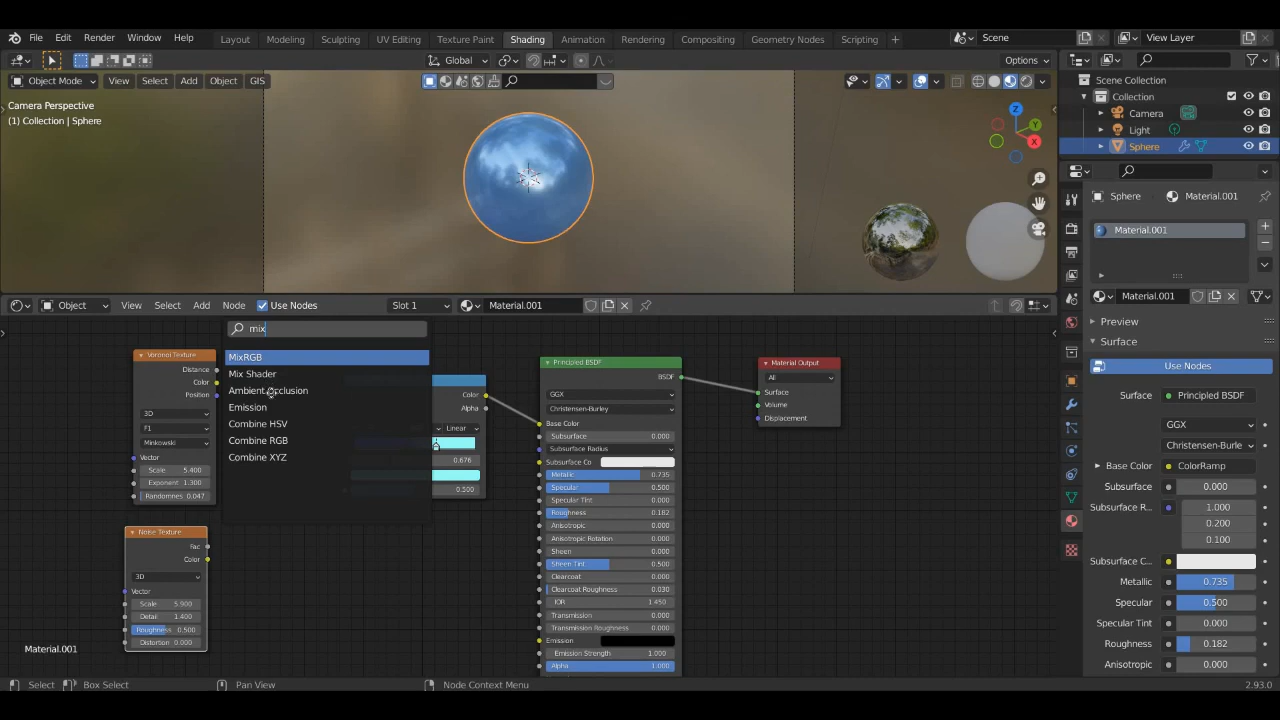 File Edit Render Window Help Layout Modeling Sculpting UV Editing Texture Paint Shading Animation Rendering Compositing Geometry Nodes Scripting + Scene View Layer
Global Options
Object Mode View Select Add Object GIS
Camera Perspective
(1) Collection | Sphere
Scene Collection
Collection
Camera
Light
Sphere
Z
Y
X
Sphere Material.001
Material.001
Material.001
Preview
Surface
Use Nodes
Surface Principled BSDF
GGX
Christensen-Burley
Base Color ColorRamp
Subsurface 0.000
Subsurface R... 1.000
0.200
0.100
Subsurface C...
Metallic 0.735
Specular 0.500
Specular Tint 0.000
Roughness 0.182
Anisotropic 0.000
Object View Select Add Node Use Nodes Slot 1 Material.001
mix
MixRGB
Mix Shader
Ambient Occlusion
Emission
Combine HSV
Combine RGB
Combine XYZ
Voronoi Texture
Distance
Color
Position
3D
F1
Minkowski
Vector
Scale 5.400
Exponent 1.300
Randomnes 0.047
Noise Texture
Fac
Color
3D
Vector
Scale 5.900
Detail 1.400
Roughness 0.500
Distortion 0.000
Color
Alpha
Linear
0.676
0.500
Principled BSDF
BSDF
GGX
Christensen-Burley
Base Color
Subsurface 0.000
Subsurface Radius
Subsurface Co
Metallic 0.735
Specular 0.500
Specular Tint 0.000
Roughness 0.182
Anisotropic 0.000
Anisotropic Rotation 0.000
Sheen 0.000
Sheen Tint 0.500
Clearcoat 0.000
Clearcoat Roughness 0.030
IOR 1.450
Transmission 0.000
Transmission Roughness 0.000
Emission
Emission Strength 1.000
Alpha 1.000
Material Output
All
Surface
Volume
Displacement
Material.001
Select Box Select Pan View Node Context Menu 2.93.0